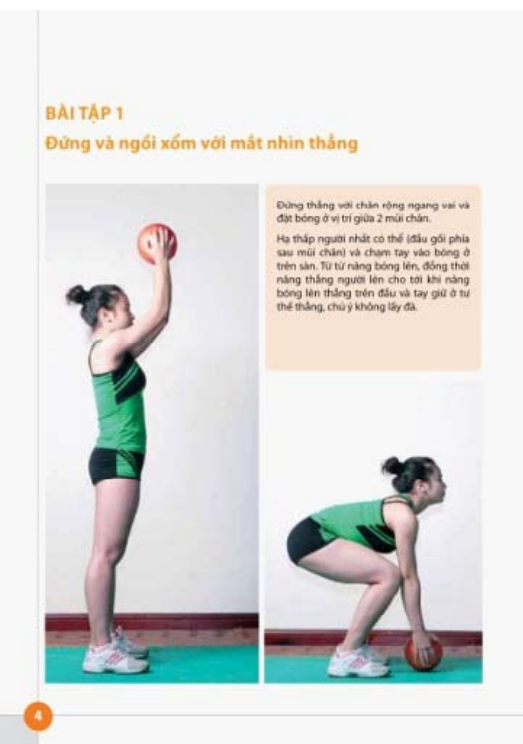 BÀI TẬP 1
Đứng và ngồi xổm với mắt nhìn thẳng
Đứng thẳng với chân rộng ngang vai và
đặt bóng ở vị trí giữa 2 mũi chân.
Hạ thấp người nhất có thể (đầu gối phía
sau mũi chân) và chạm tay vào bóng ở
trên sàn. Từ từ nâng bóng lên, đồng thời
nâng thẳng người lên cho tới khi nâng
bóng lên thẳng trên đầu và tay giữ ở tư
thế thẳng, chú ý không lấy đà.
4